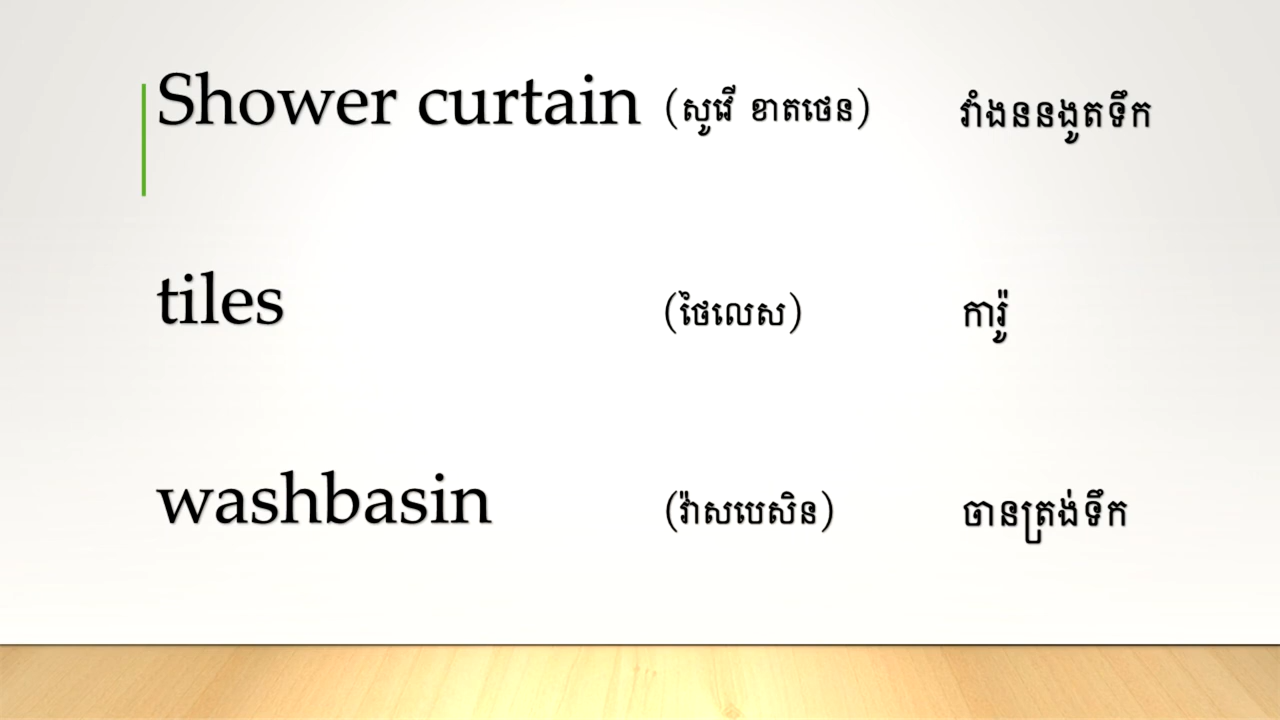 Shower curtain (សូវើ ខាតថេន) វាំងននងូតទឹក
tiles (ថៃលេស) ការ៉ូ
washbasin (វ៉ាសបេសិន) ចានត្រង់ទឹក